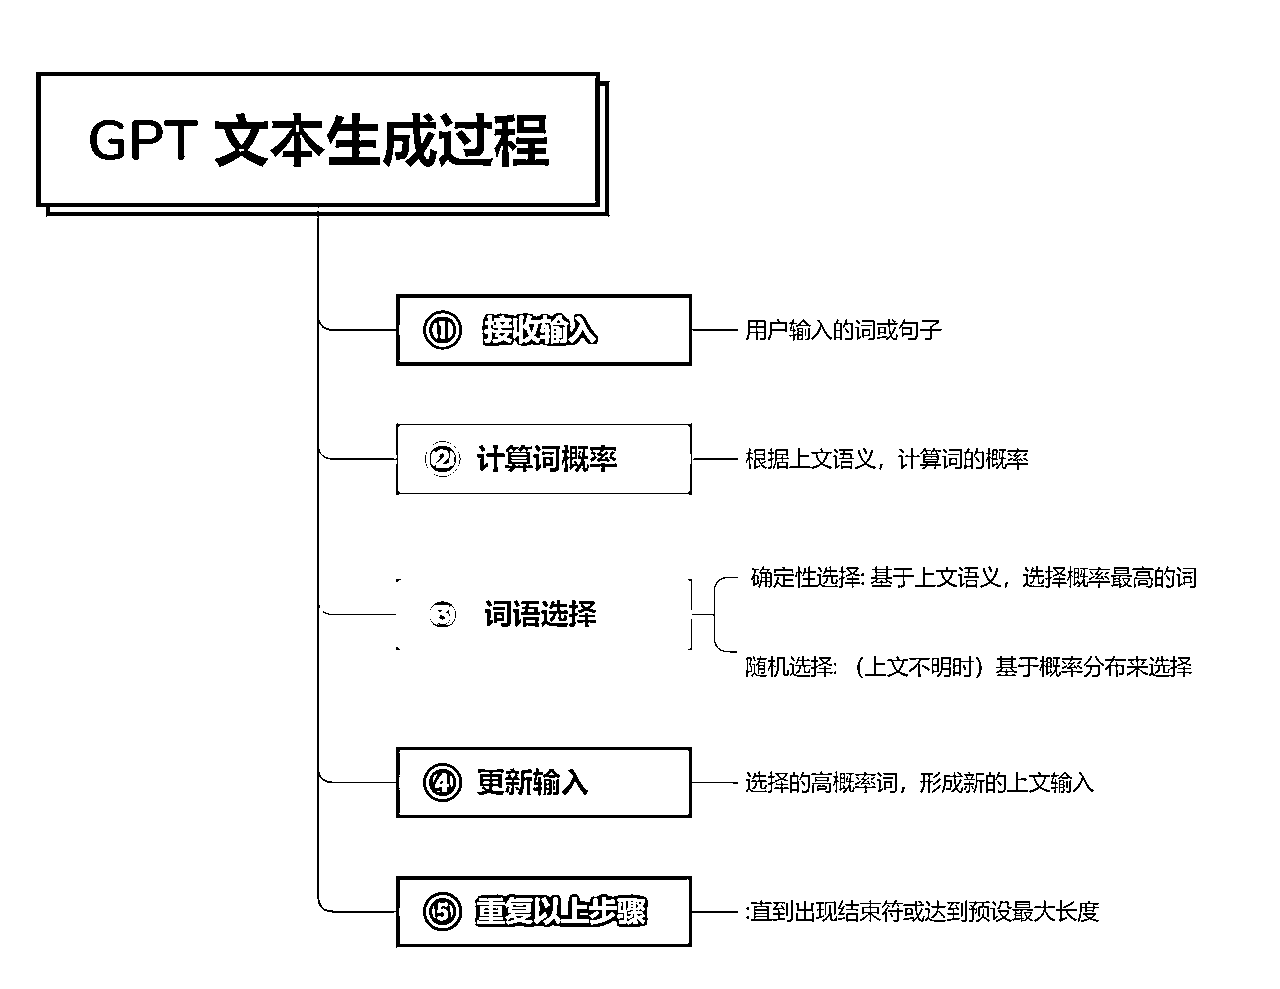 GPT 文本生成过程
① 接收输入
用户输入的词或句子
② 计算词概率
根据上文语义，计算词的概率
③ 词语选择
确定性选择: 基于上文语义，选择概率最高的词
随机选择: （上文不明时）基于概率分布来选择
④ 更新输入
选择的高概率词，形成新的上文输入
⑤ 重复以上步骤
:直到出现结束符或达到预设最大长度